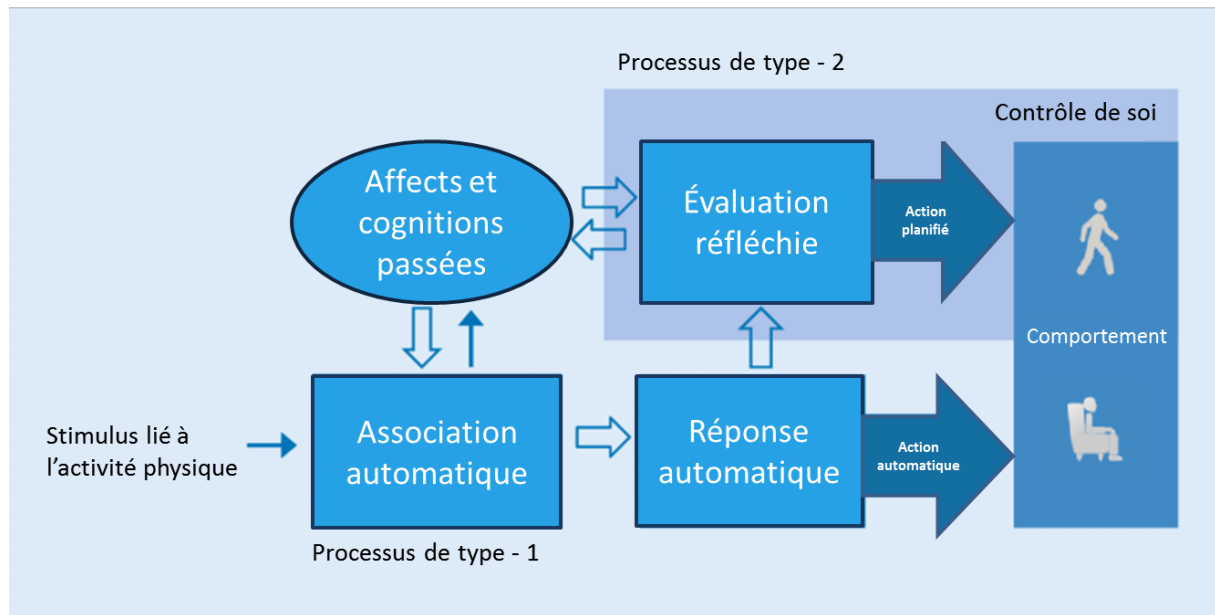 Processus de type - 2
Contrôle de soi
Affects et
cognitions
passées
Évaluation
réfléchie
Action
planifié
Comportement
Stimulus lié à
l’activité physique
Association
automatique
Réponse
automatique
Action
automatique
Processus de type - 1